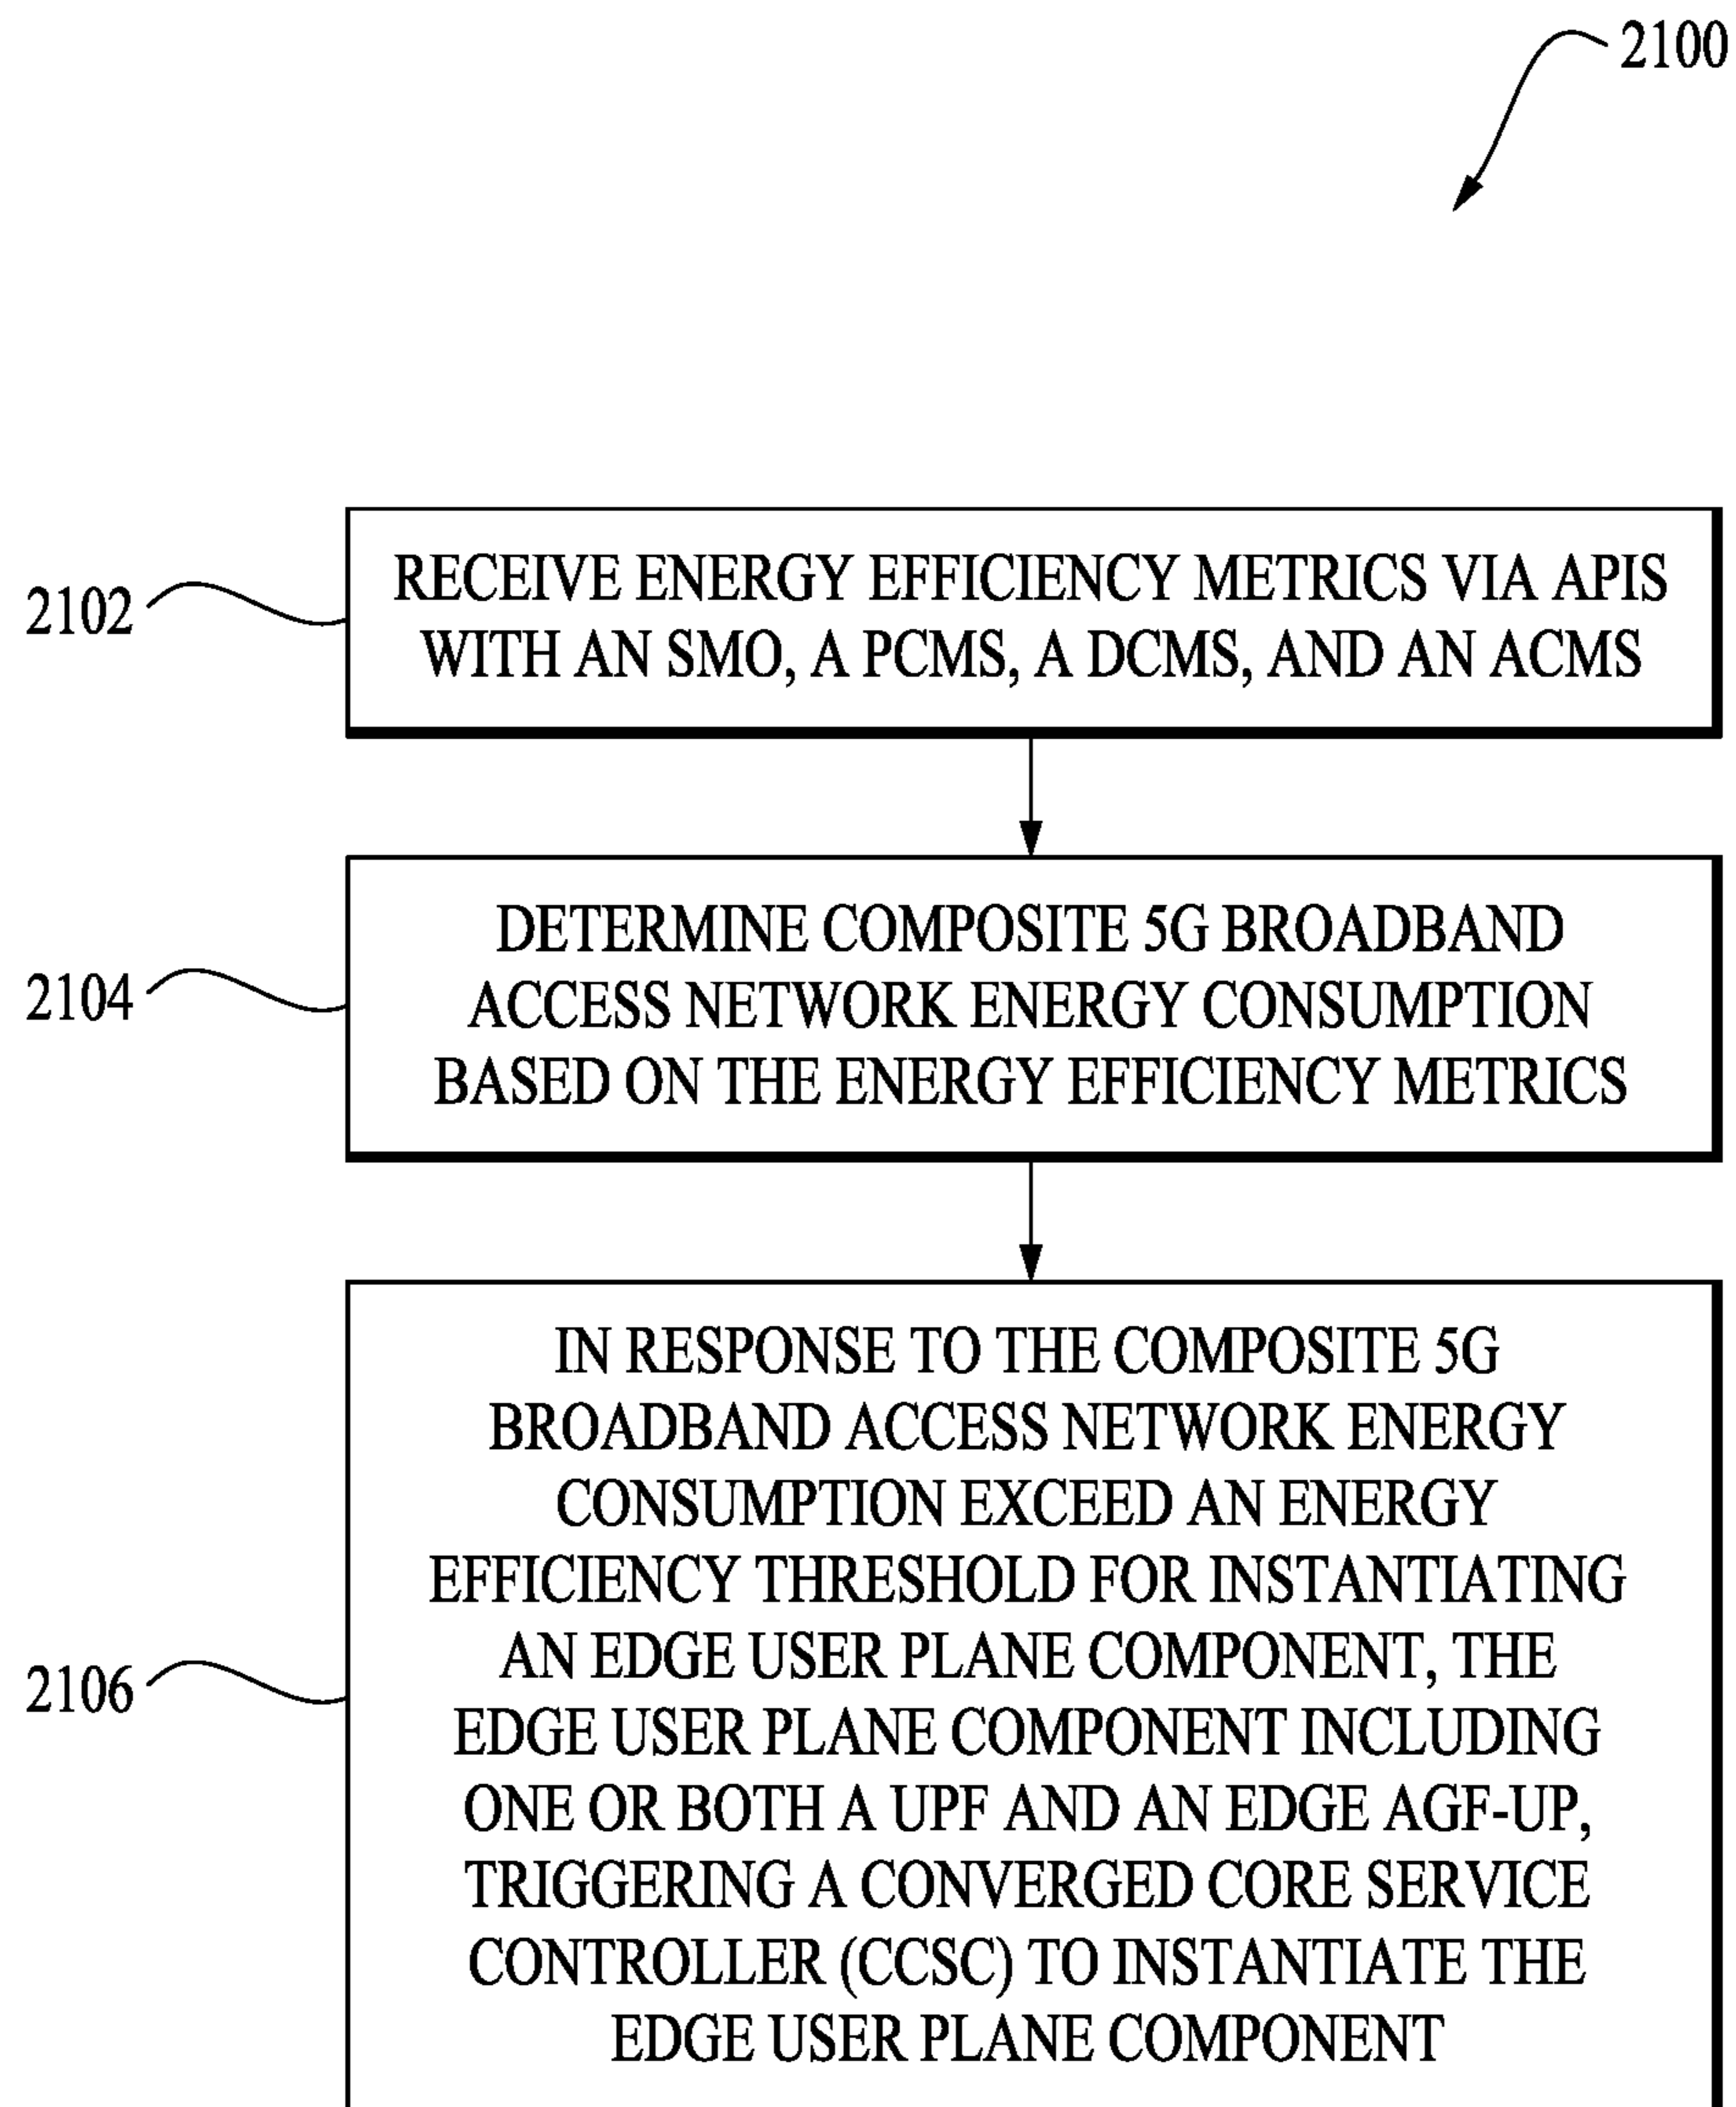 2100
2102
RECEIVE ENERGY EFFICIENCY METRICS VIA APIS
WITH AN SMO, A PCMS, A DCMS, AND AN ACMS
2104
DETERMINE COMPOSITE 5G BROADBAND
ACCESS NETWORK ENERGY CONSUMPTION
BASED ON THE ENERGY EFFICIENCY METRICS
2106
IN RESPONSE TO THE COMPOSITE 5G
BROADBAND ACCESS NETWORK ENERGY
CONSUMPTION EXCEED AN ENERGY
EFFICIENCY THRESHOLD FOR INSTANTIATING
AN EDGE USER PLANE COMPONENT, THE
EDGE USER PLANE COMPONENT INCLUDING
ONE OR BOTH A UPF AND AN EDGE AGF-UP,
TRIGGERING A CONVERGED CORE SERVICE
CONTROLLER (CCSC) TO INSTANTIATE THE
EDGE USER PLANE COMPONENT